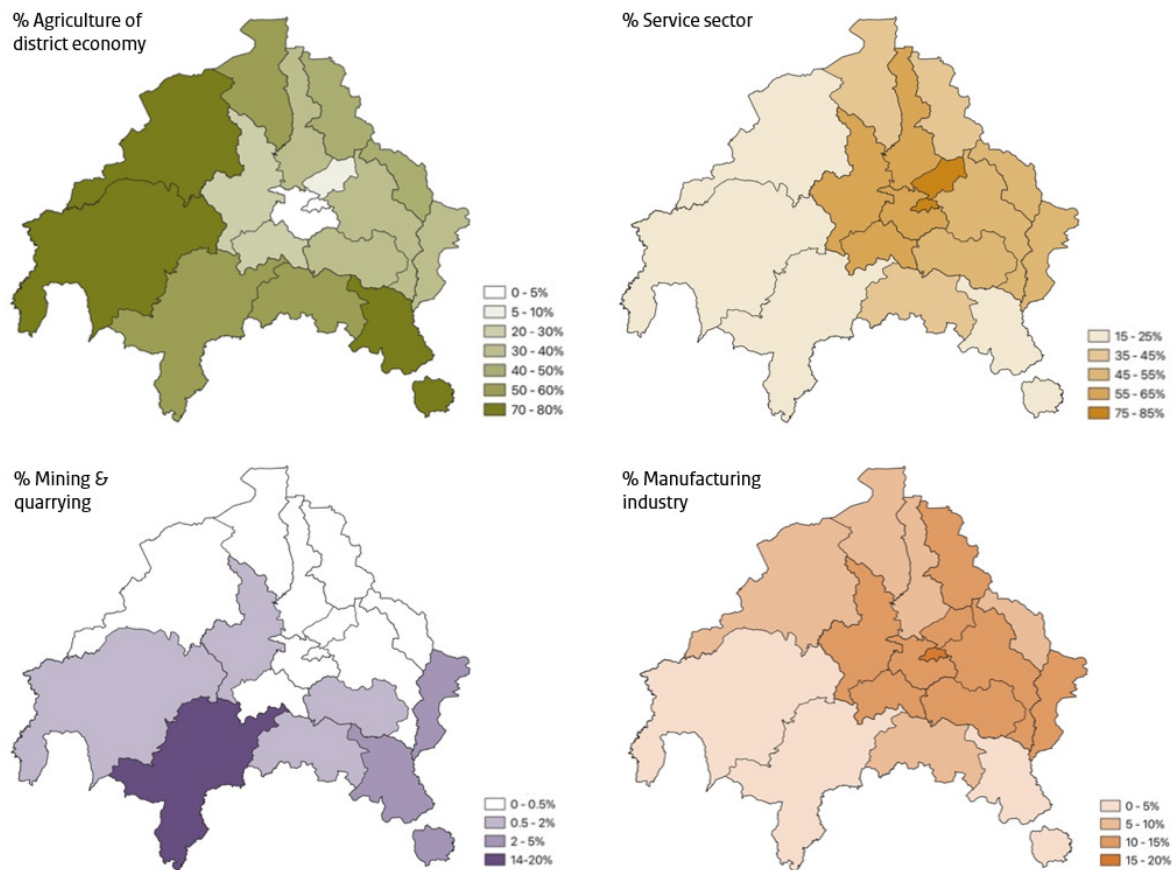 % Agriculture of
district economy
0 - 5%
5 - 10%
20 - 30%
30 - 40%
40 - 50%
50 - 60%
70 - 80%
% Service sector
15 - 25%
35 - 45%
45 - 55%
55 - 65%
75 - 85%
% Mining &
quarrying
0 - 0.5%
0.5 - 2%
2 - 5%
14-20%
% Manufacturing
industry
0 - 5%
5 - 10%
10 - 15%
15 - 20%